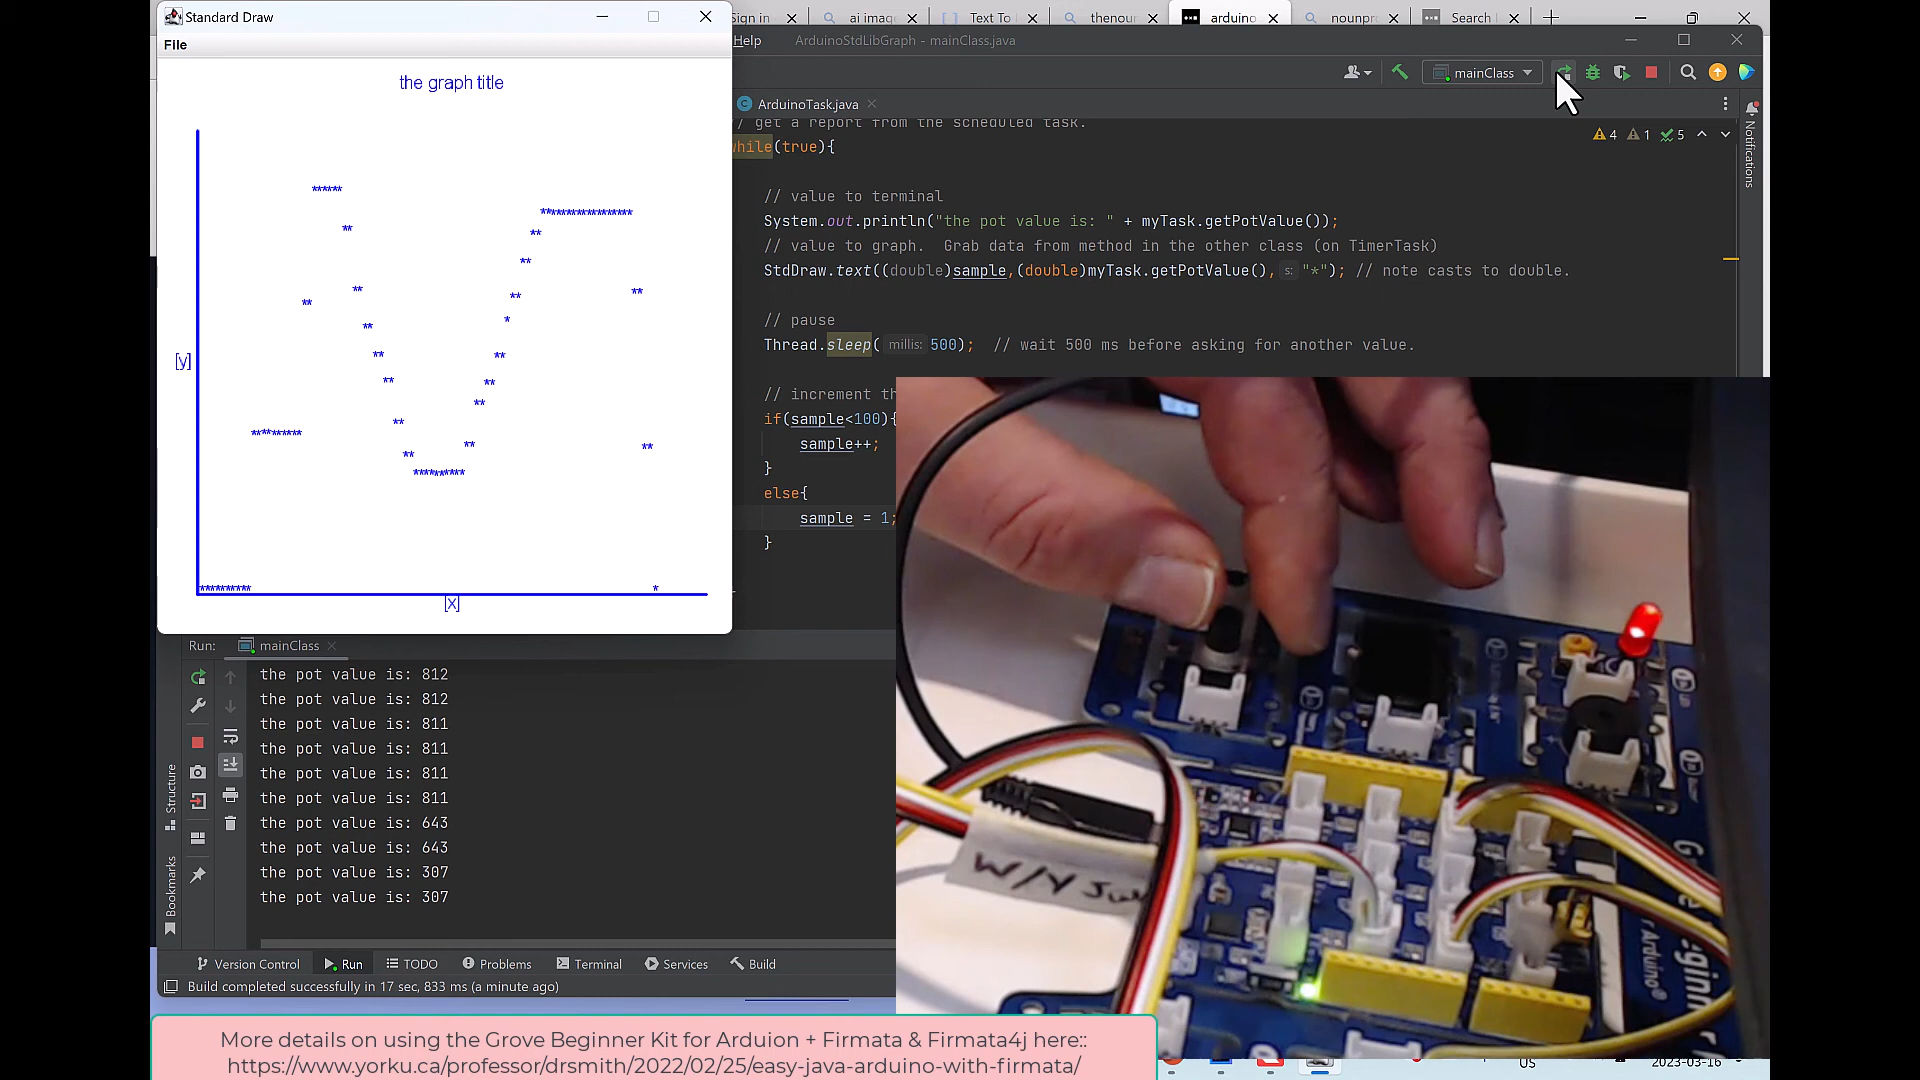 Standard Draw
File
the graph title
[y]
[x]
sign in
ai imag
Text To
thenour
arduino
nounpro
Search
Help
ArduinoStdLibGraph - mainClass.java
mainClass
ArduinoTask.java
Notifications
4 1 5
// get a report from the scheduled task.
while(true){
// value to terminal
System.out.println("the pot value is: " + myTask.getPotValue());
// value to graph.  Grab data from method in the other class (on TimerTask)
StdDraw.text((double)sample,(double)myTask.getPotValue(), s: "*"); // note casts to double.
// pause
Thread.sleep( millis: 500);  // wait 500 ms before asking for another value.
// increment th
if(sample<100){
sample++;
}
else{
sample = 1;
}
Run: mainClass
the pot value is: 812
the pot value is: 812
the pot value is: 811
the pot value is: 811
the pot value is: 811
the pot value is: 811
the pot value is: 643
the pot value is: 643
the pot value is: 307
the pot value is: 307
Structure
Bookmarks
Version Control Run TODO Problems Terminal Services Build
Build completed successfully in 17 sec, 833 ms (a minute ago)
W/Y
More details on using the Grove Beginner Kit for Arduion + Firmata & Firmata4j here::
https://www.yorku.ca/professor/drsmith/2022/02/25/easy-java-arduino-with-firmata/
US
2023-03-16